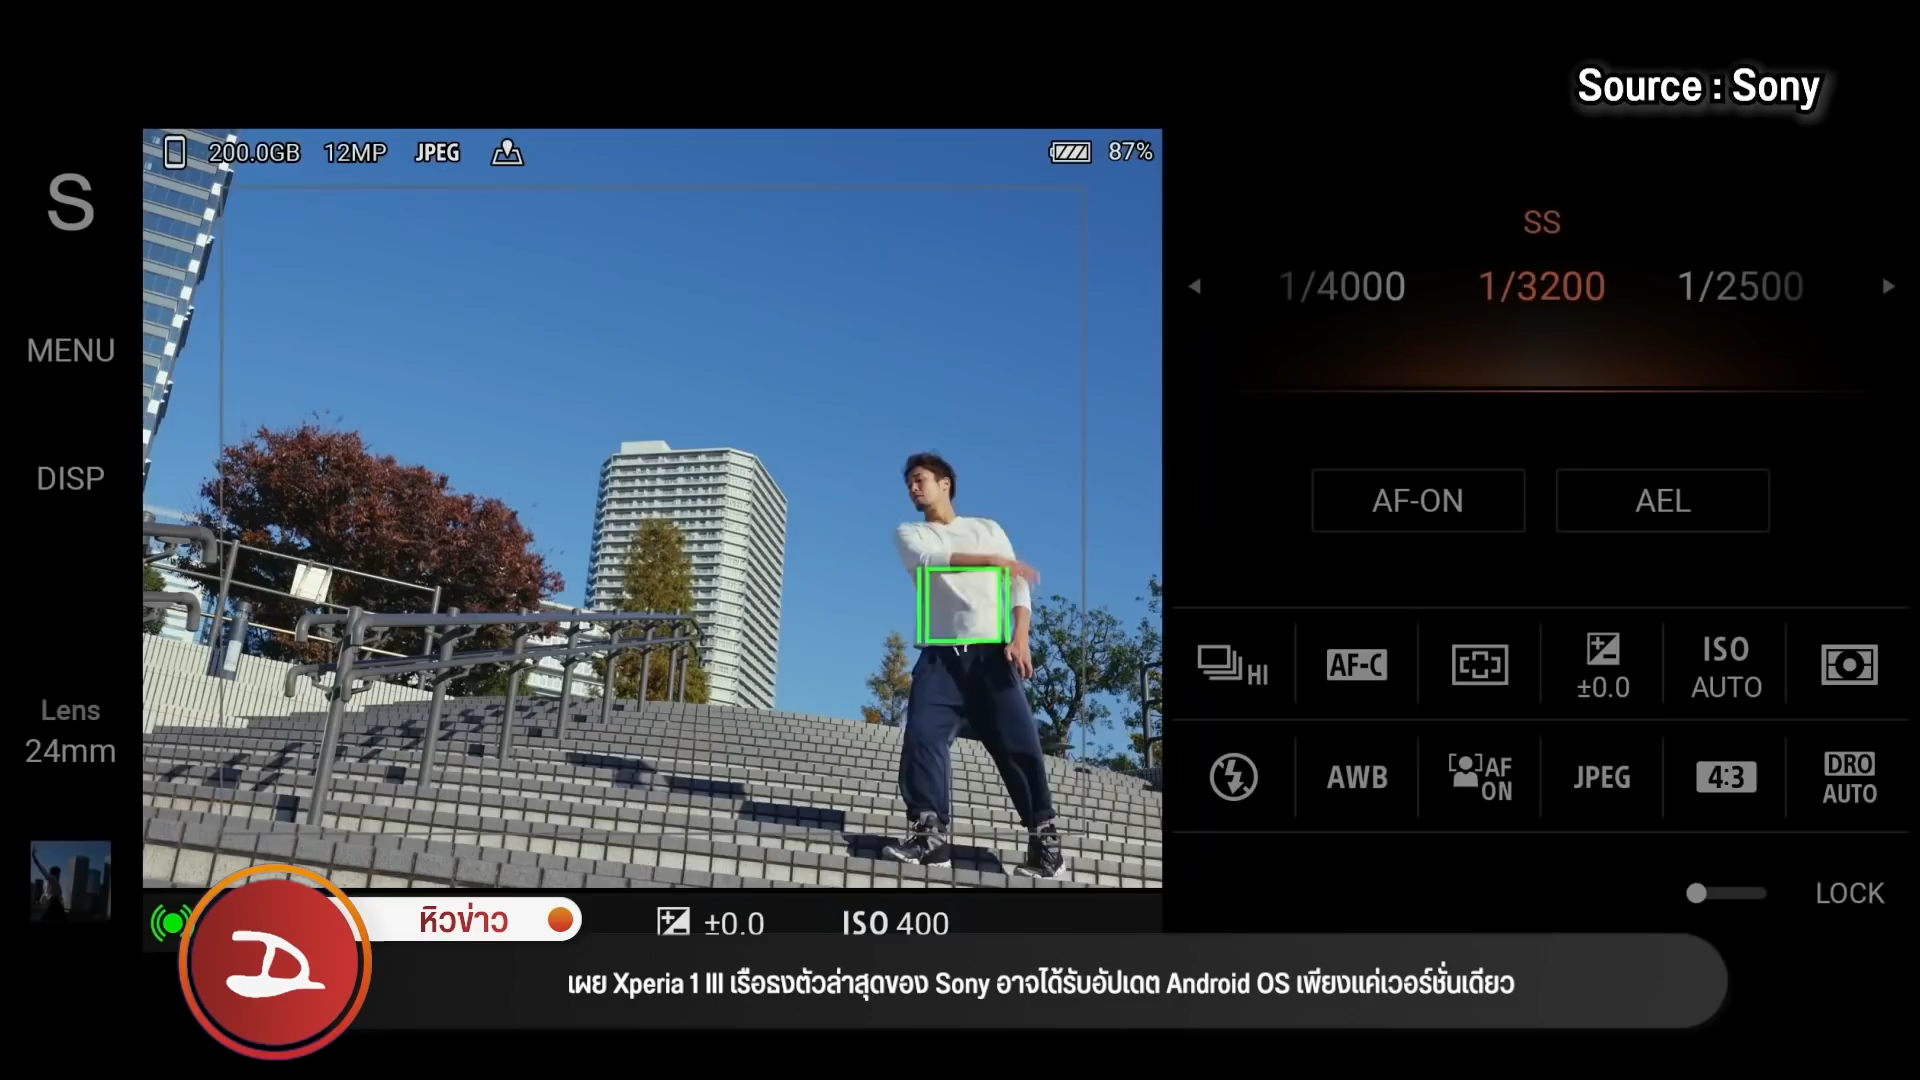 Source : Sony
200.0GB 12MP JPEG 87%
S
MENU
DISP
Lens
24mm
SS
1/4000 1/3200 1/2500
AF-ON AEL
HI AF-C ±0.0 ISO AUTO
AWB AF ON JPEG 4:3 DRO AUTO
LOCK
±0.0 ISO 400
หิวข่าว
เผย Xperia 1 III เรือธงตัวล่าสุดของ Sony อาจได้รับอัปเดต Android OS เพียงแค่เวอร์ชั่นเดียว